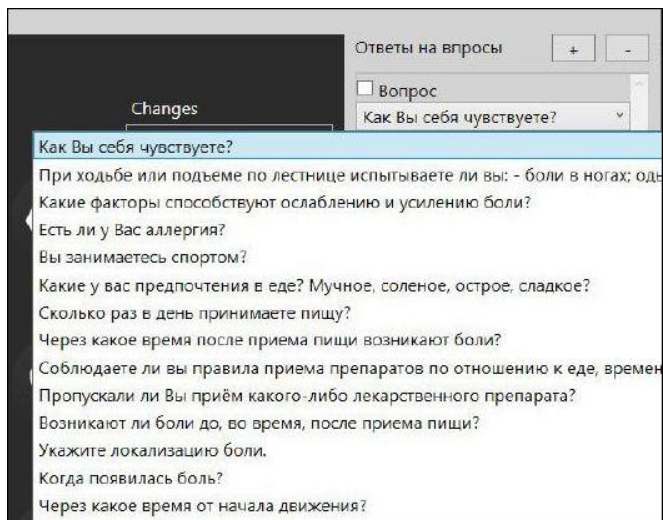 Ответы на впросы + -
Вопрос
Changes
Как Вы себя чувствуете?
Как Вы себя чувствуете?
При ходьбе или подъеме по лестнице испытываете ли вы: - боли в ногах;
Какие факторы способствуют ослаблению и усилению боли?
Есть ли у Вас аллергия?
Вы занимаетесь спортом?
Какие у вас предпочтения в еде? Мучное, соленое, острое, сладкое?
Сколько раз в день принимаете пищу?
Через какое время после приема пищи возникают боли?
Соблюдаете ли вы правила приема препаратов по отношению к еде, времен
Пропускали ли Вы приём какого-либо лекарственного препарата?
Возникают ли боли до, во время, после приема пищи?
Укажите локализацию боли.
Когда появилась боль?
Через какое время от начала движения?